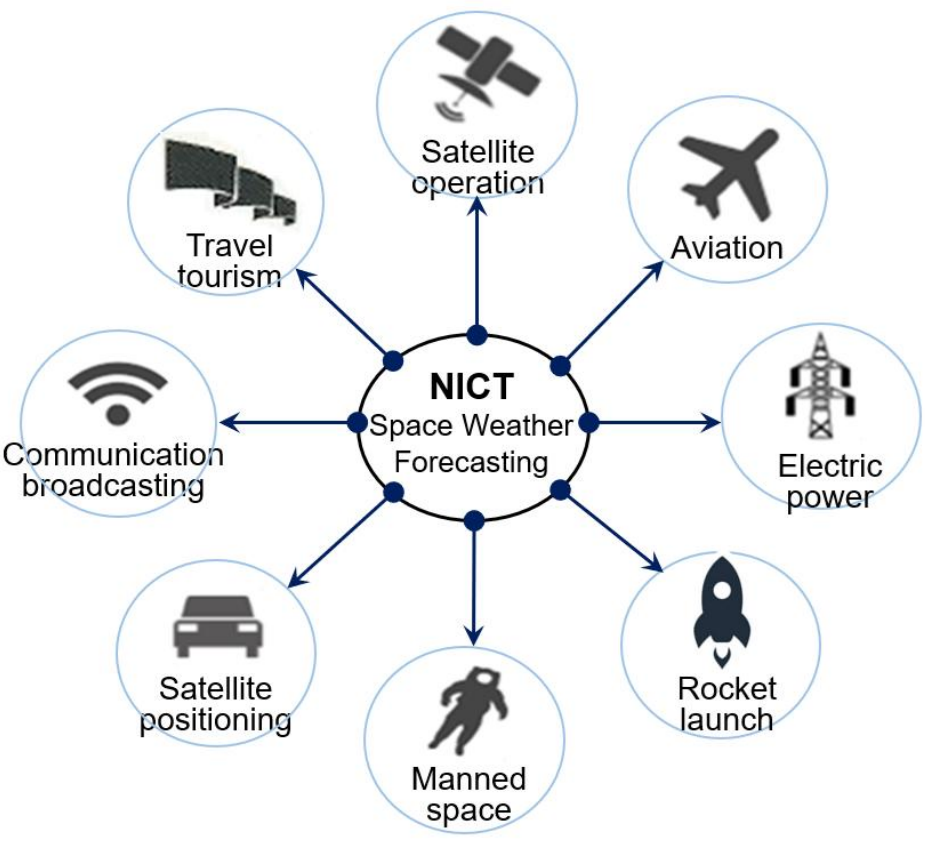 Satellite
operation
Aviation
Travel
tourism
NICT
Space Weather
Forecasting
Communication
broadcasting
Electric
power
Satellite
positioning
Rocket
launch
Manned
space